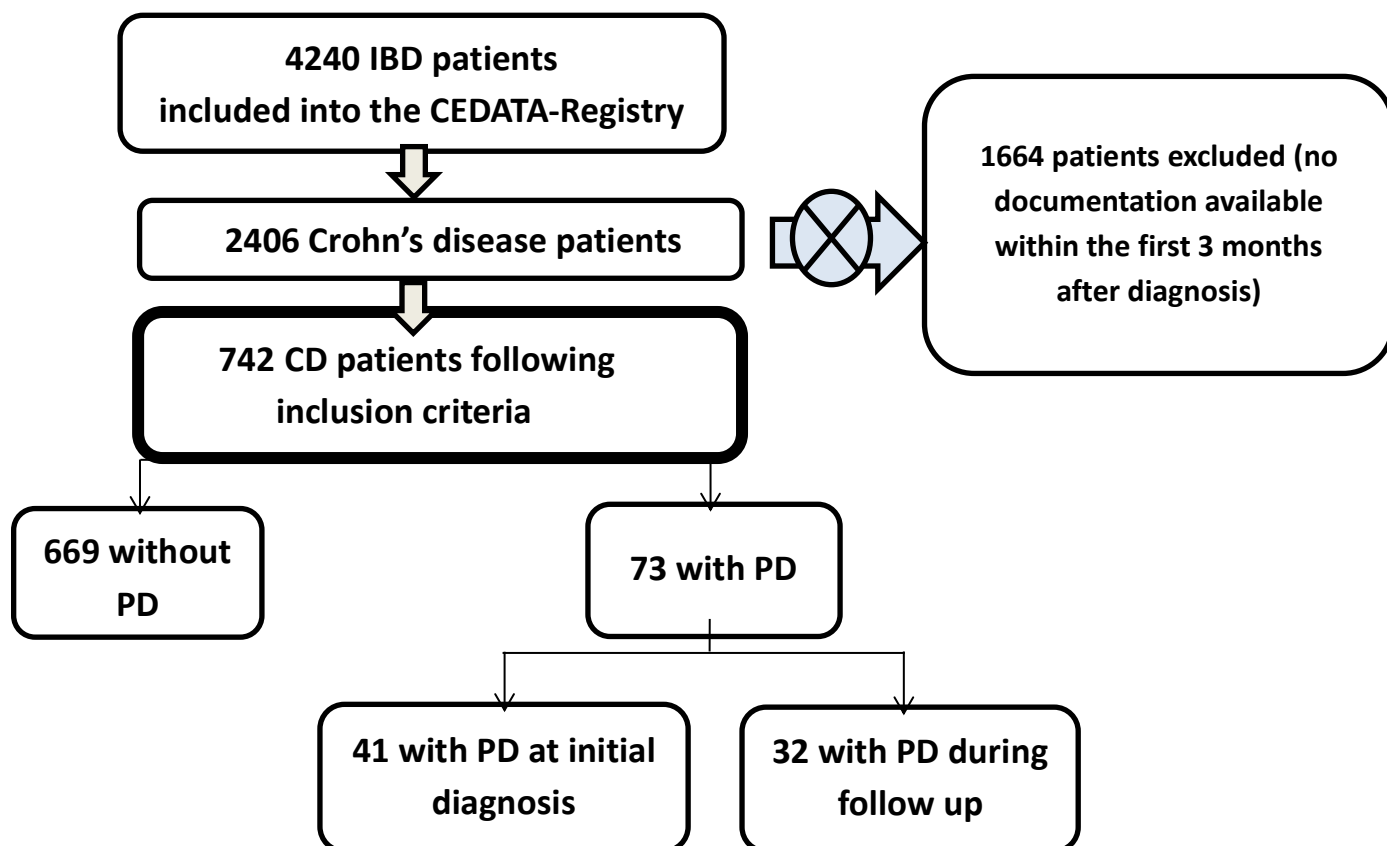 4240 IBD patients
included into the CEDATA-Registry
2406 Crohn’s disease patients
1664 patients excluded (no
documentation available
within the first 3 months
after diagnosis)
742 CD patients following
inclusion criteria
669 without
PD
73 with PD
41 with PD at initial
diagnosis
32 with PD during
follow up